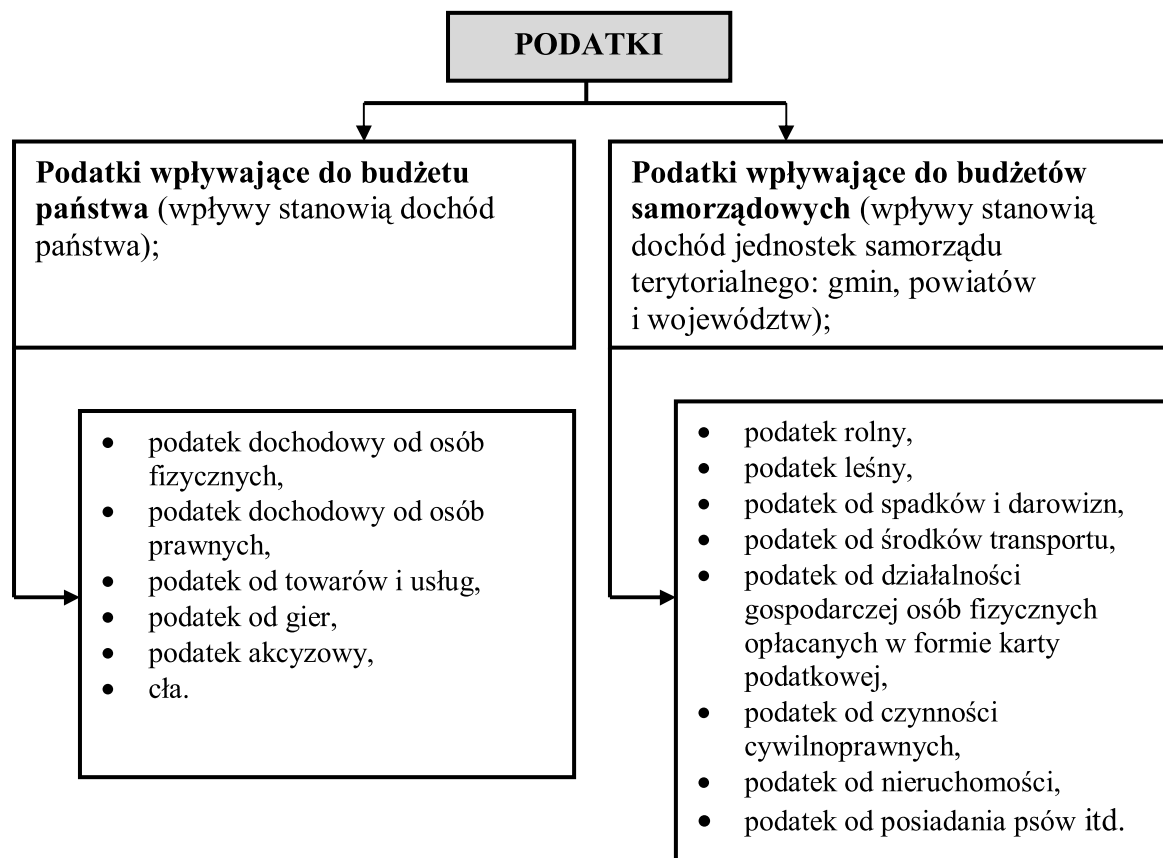 PODATKI
Podatki wpływające do budżetu
państwa (wpływy stanowią dochód
państwa);
Podatki wpływające do budżetów
samorządowych (wpływy stanowią
dochód jednostek samorządu
terytorialnego: gmin, powiatów
i województw);
• podatek dochodowy od osób
fizycznych,
• podatek dochodowy od osób
prawnych,
• podatek od towarów i usług,
• podatek od gier,
• podatek akcyzowy,
• cła.
• podatek rolny,
• podatek leśny,
• podatek od spadków i darowizn,
• podatek od środków transportu,
• podatek od działalności
gospodarczej osób fizycznych
opłacanych w formie karty
podatkowej,
• podatek od czynności
cywilnoprawnych,
• podatek od nieruchomości,
• podatek od posiadania psów itd.